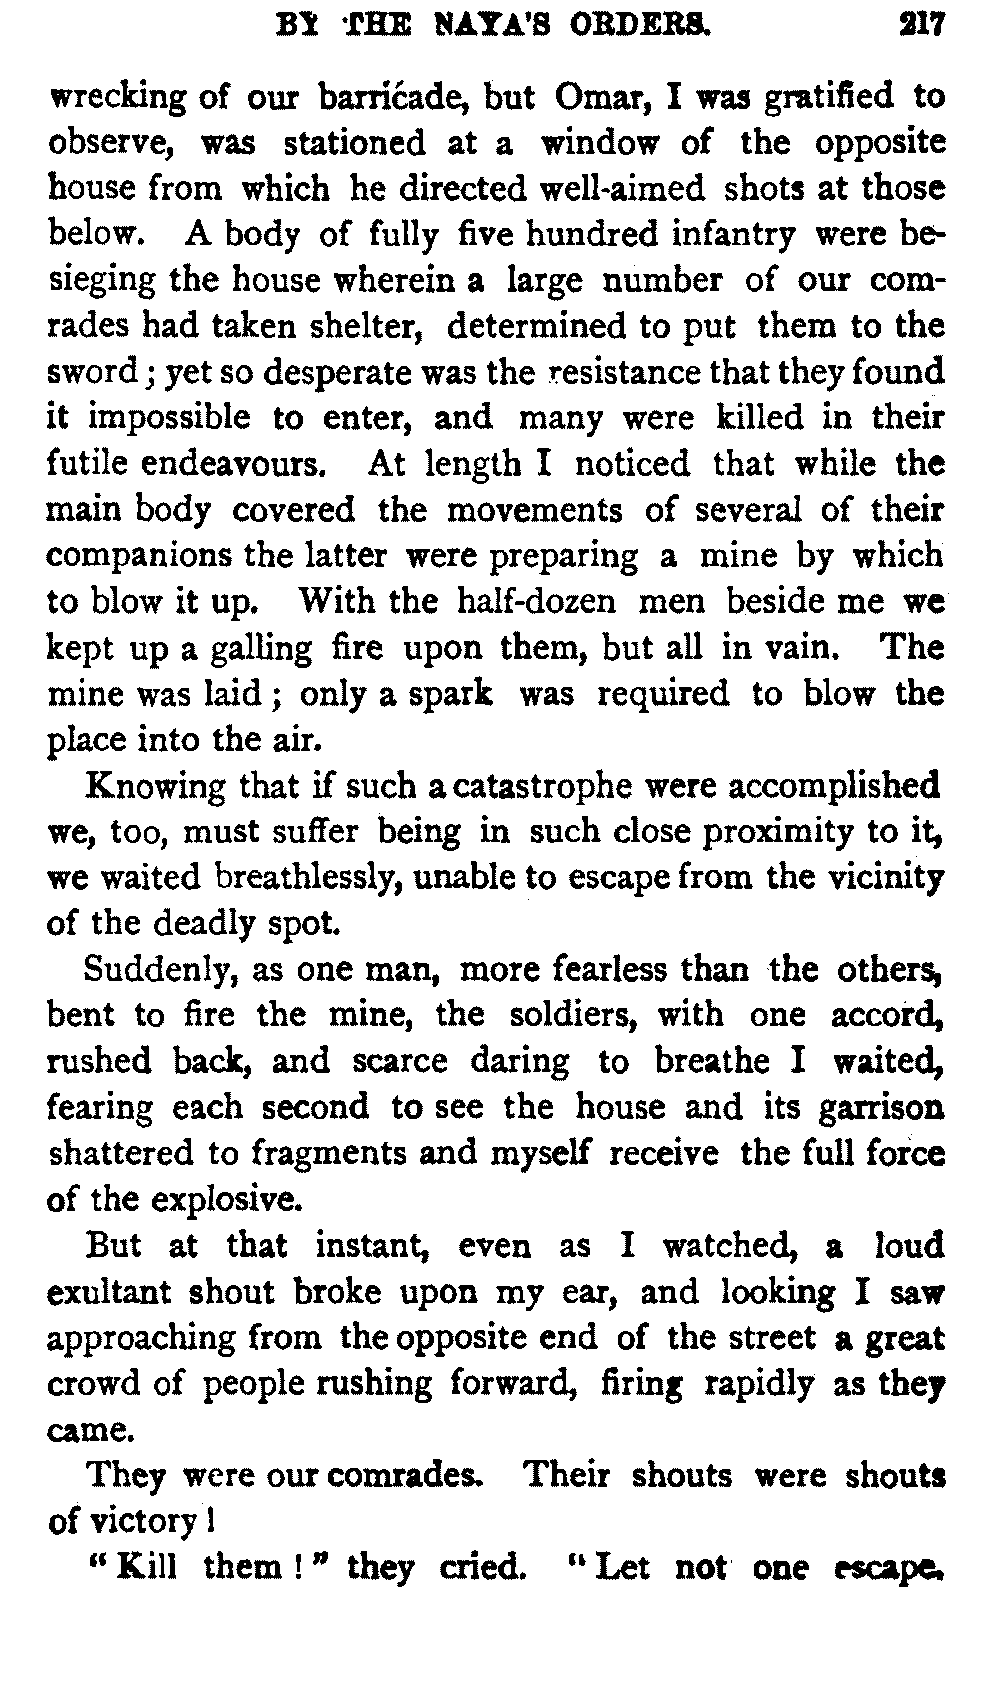 BY THE NAYA'S ORDERS. 217
wrecking of our barricade, but Omar, I was gratified to
observe, was stationed at a window of the opposite
house from which he directed well-aimed shots at those
below. A body of fully five hundred infantry were be-
sieging the house wherein a large number of our com-
rades had taken shelter, determined to put them to the
sword; yet so desperate was the resistance that they found
it impossible to enter, and many were killed in their
futile endeavours. At length I noticed that while the
main body covered the movements of several of their
companions the latter were preparing a mine by which
to blow it up. With the half-dozen men beside me we
kept up a galling fire upon them, but all in vain. The
mine was laid; only a spark was required to blow the
place into the air.
Knowing that if such a catastrophe were accomplished
we, too, must suffer being in such close proximity to it,
we waited breathlessly, unable to escape from the vicinity
of the deadly spot.
Suddenly, as one man, more fearless than the others,
bent to fire the mine, the soldiers, with one accord,
rushed back, and scarce daring to breathe I waited,
fearing each second to see the house and its garrison
shattered to fragments and myself receive the full force
of the explosive.
But at that instant, even as I watched, a loud
exultant shout broke upon my ear, and looking I saw
approaching from the opposite end of the street a great
crowd of people rushing forward, firing rapidly as they
came.
They were our comrades. Their shouts were shouts
of victory!
"Kill them!" they cried. "Let not one escape.